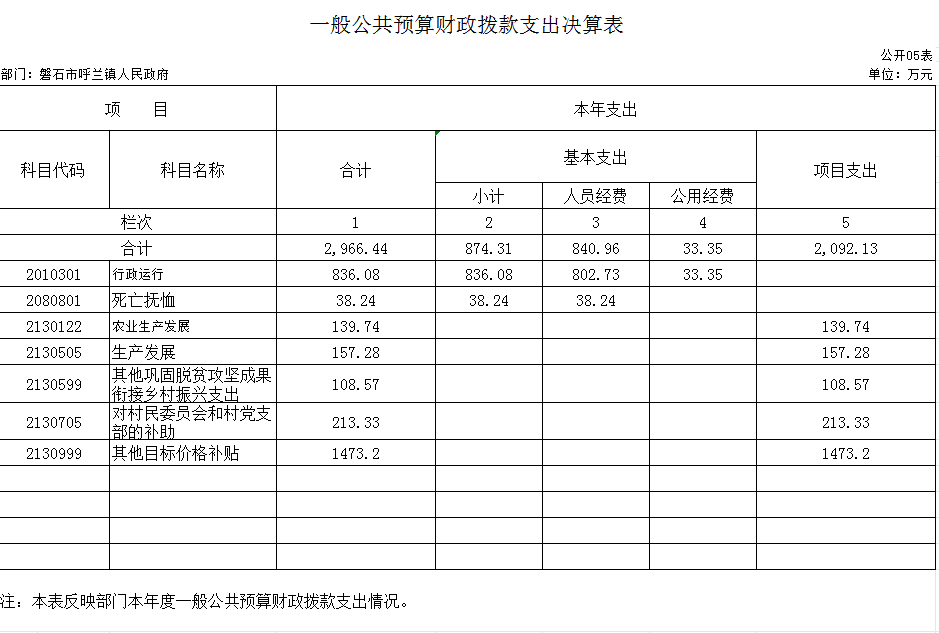 一般公共预算财政拨款支出决算表
公开05表
部门：磐石市呼兰镇人民政府 单位：万元
项 目 本年支出
科目代码 科目名称 合计 基本支出 项目支出
小计 人员经费 公用经费
栏次 1 2 3 4 5
合计 2,966.44 874.31 840.96 33.35 2,092.13
2010301 行政运行 836.08 836.08 802.73 33.35
2080801 死亡抚恤 38.24 38.24 38.24
2130122 农业生产发展 139.74 139.74
2130505 生产发展 157.28 157.28
2130599 其他巩固脱贫攻坚成果
衔接乡村振兴支出 108.57 108.57
2130705 对村民委员会和村党支
部的补助 213.33 213.33
2130999 其他目标价格补贴 1473.2 1473.2
注：本表反映部门本年度一般公共预算财政拨款支出情况。